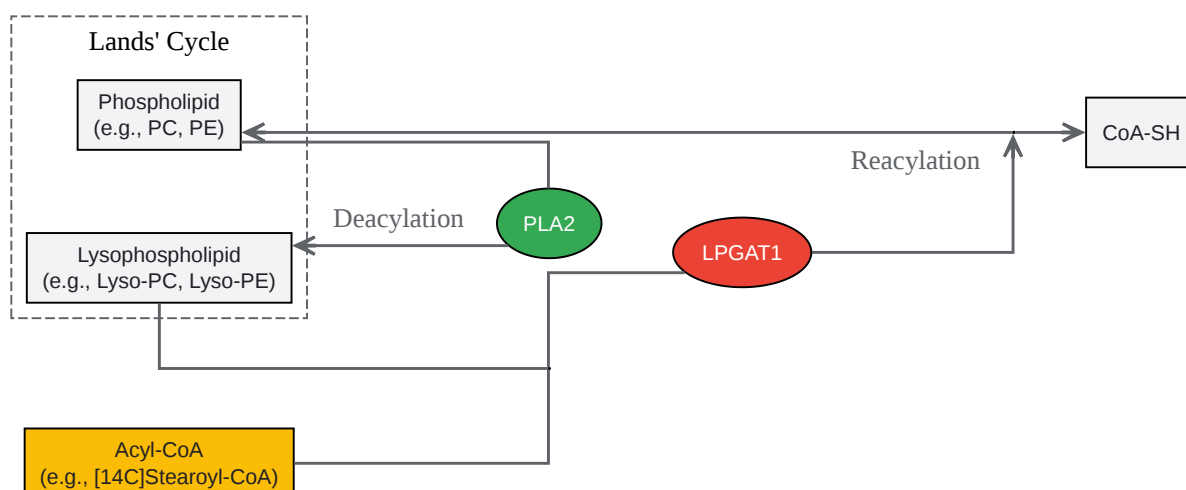 Lands' Cycle
Phospholipid
(e.g., PC, PE)
CoA-SH
Reacylation
Deacylation
PLA2
LPGAT1
Lysophospholipid
(e.g., Lyso-PC, Lyso-PE)
Acyl-CoA
(e.g., [14C]Stearoyl-CoA)